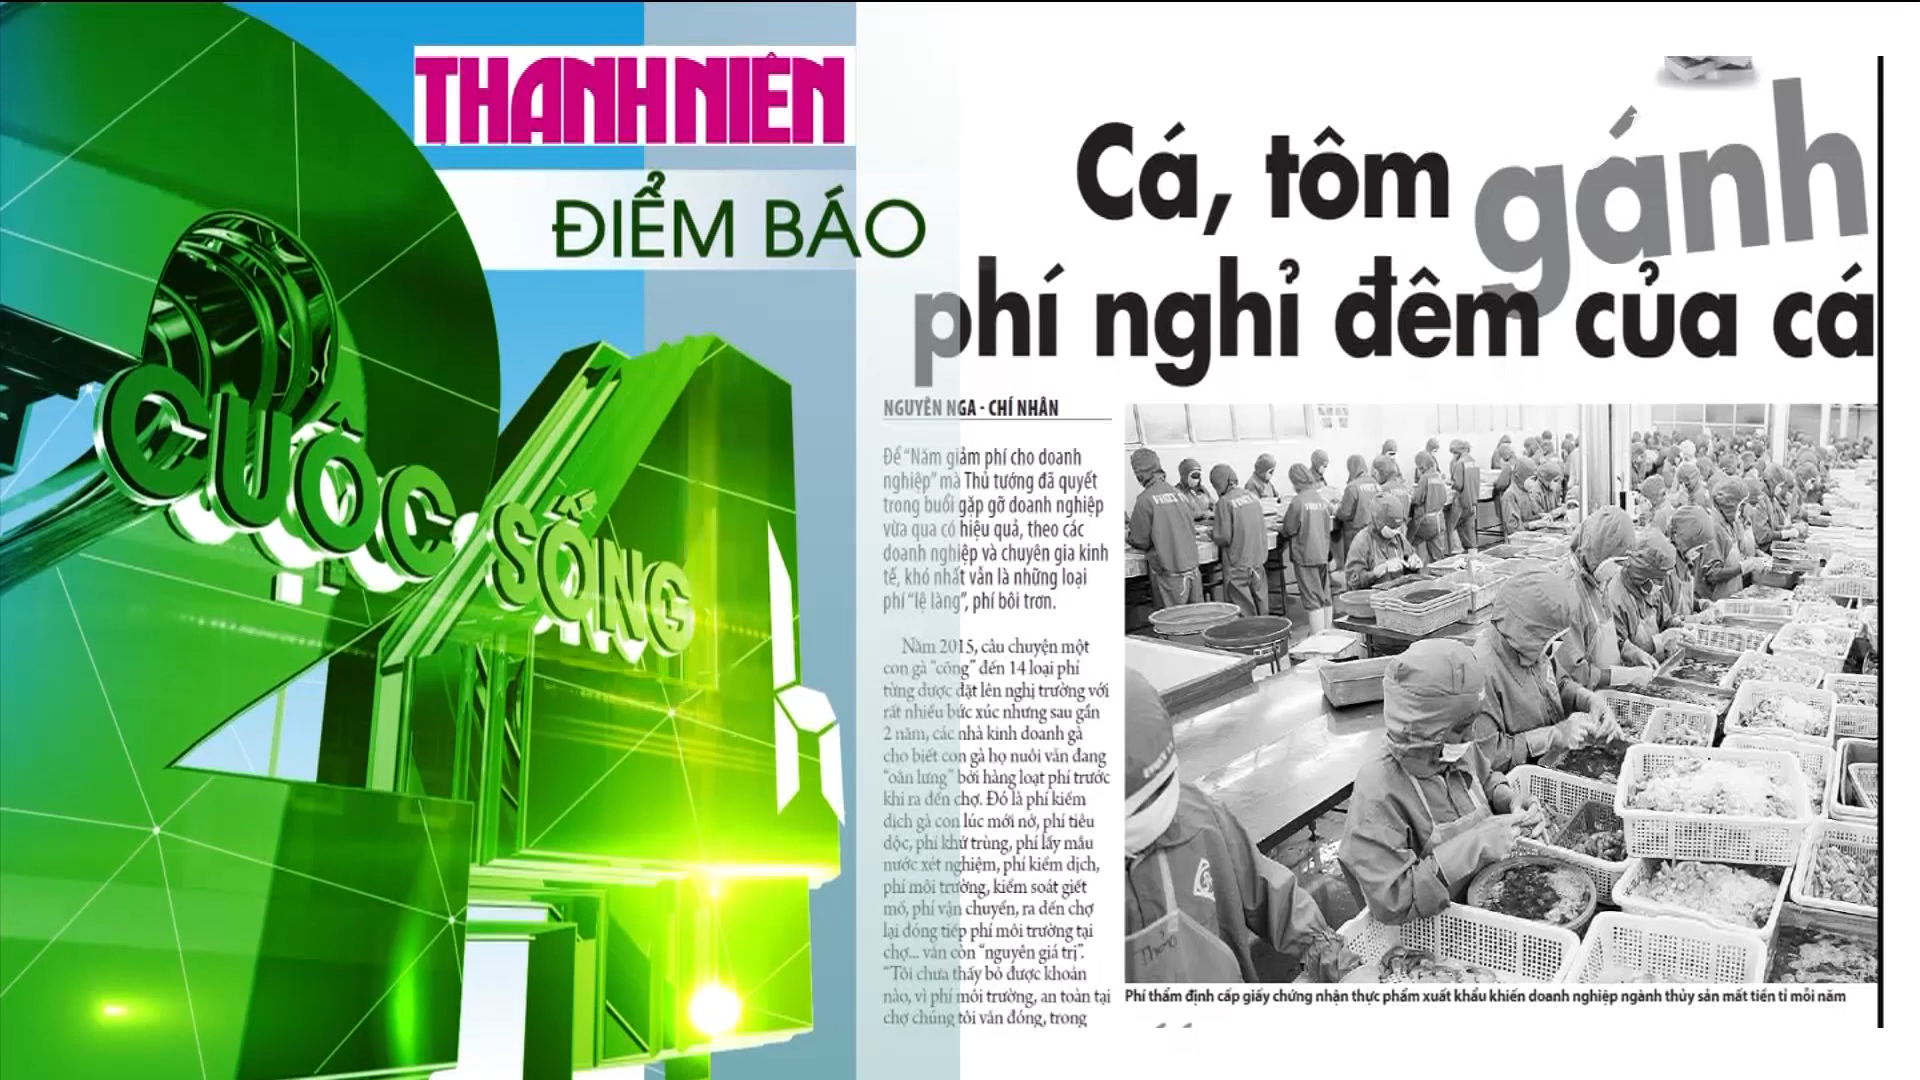 THANH NIÊN
ĐIỂM BÁO
CUỘC SỐNG
24h
Cá, tôm gánh
phí nghỉ đêm của cá
NGUYÊN NGA - CHÍ NHÂN
Để “Năm giảm phí cho doanh
nghiệp” mà Thủ tướng đã quyết
trong buổi gặp gỡ doanh nghiệp
vừa qua có hiệu quả, theo các
doanh nghiệp và chuyên gia kinh
tế, khó nhất vẫn là những loại
phí “lệ làng”, phí bôi trơn.
Năm 2015, câu chuyện một
con gà “cõng” đến 14 loại phí
từng được đặt lên nghị trường với
rất nhiều bức xúc nhưng sau gần
2 năm, các nhà kinh doanh gà
cho biết con gà họ nuôi vẫn đang
“oằn lưng” bởi hàng loạt phí trước
khi ra đến chợ. Đó là phí kiểm
dịch gà con lúc mới nở, phí tiêu
độc, phí khử trùng, phí lấy mẫu
nước xét nghiệm, phí kiểm dịch,
phí môi trường, kiểm soát giết
mổ, phí vận chuyển, ra đến chợ
lại đóng tiếp phí môi trường tại
chợ... vẫn còn “nguyên giá trị”.
“Tôi chưa thấy bỏ được khoản
nào, vì phí môi trường, an toàn tại
chợ chúng tôi vẫn đóng, trong
Phí thẩm định cấp giấy chứng nhận thực phẩm xuất khẩu khiến doanh nghiệp ngành thủy sản mất tiền tỉ mỗi năm